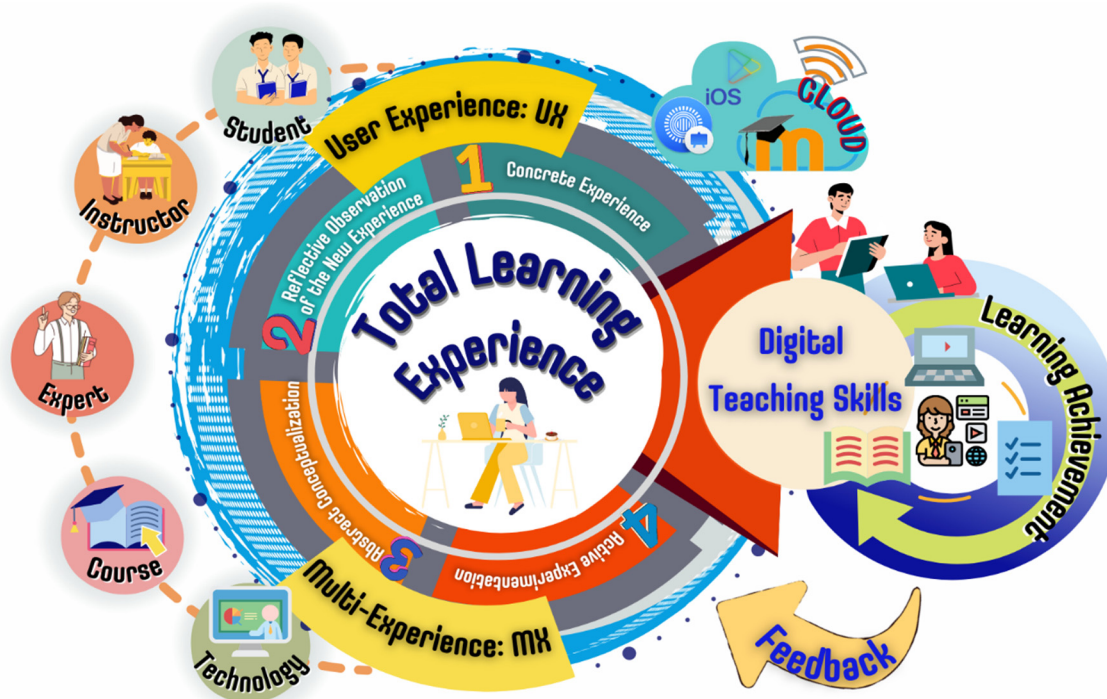 Student
Instructor
Expert
Course
Technology
User Experience: UX
1
Concrete Experience
2
Reflective Observation
of the New Experience
3
Abstract Conceptualization
4
Active Experimentation
Multi-Experience: MX
Total Learning
Experience
iOS
m
CLOUD
Digital
Teaching Skills
Learning Achievement
Feedback